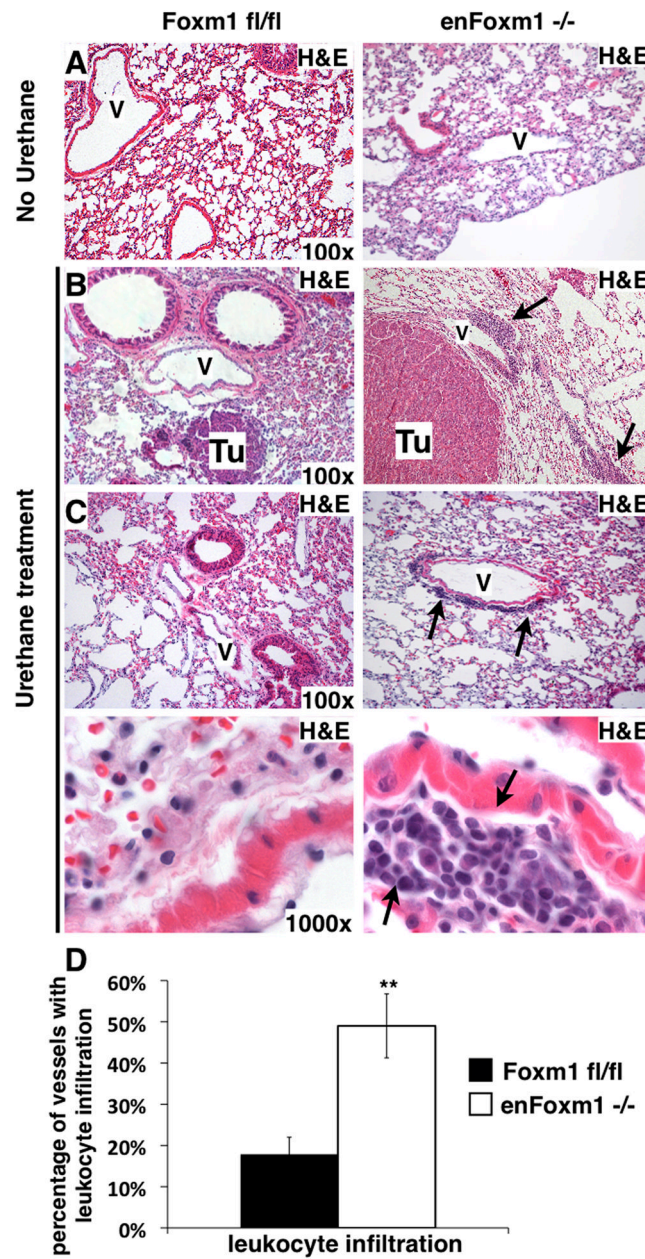 Foxm1 fl/fl
enFoxm1 -/-
No Urethane
A
H&E
V
100x
H&E
V
Urethane treatment
B
H&E
V
Tu
100x
H&E
V
Tu
C
H&E
V
100x
H&E
V
H&E
1000x
H&E
D
percentage of vessels with
leukocyte infiltration
60%
50%
40%
30%
20%
10%
0%
**
leukocyte infiltration
Foxm1 fl/fl
enFoxm1 -/-